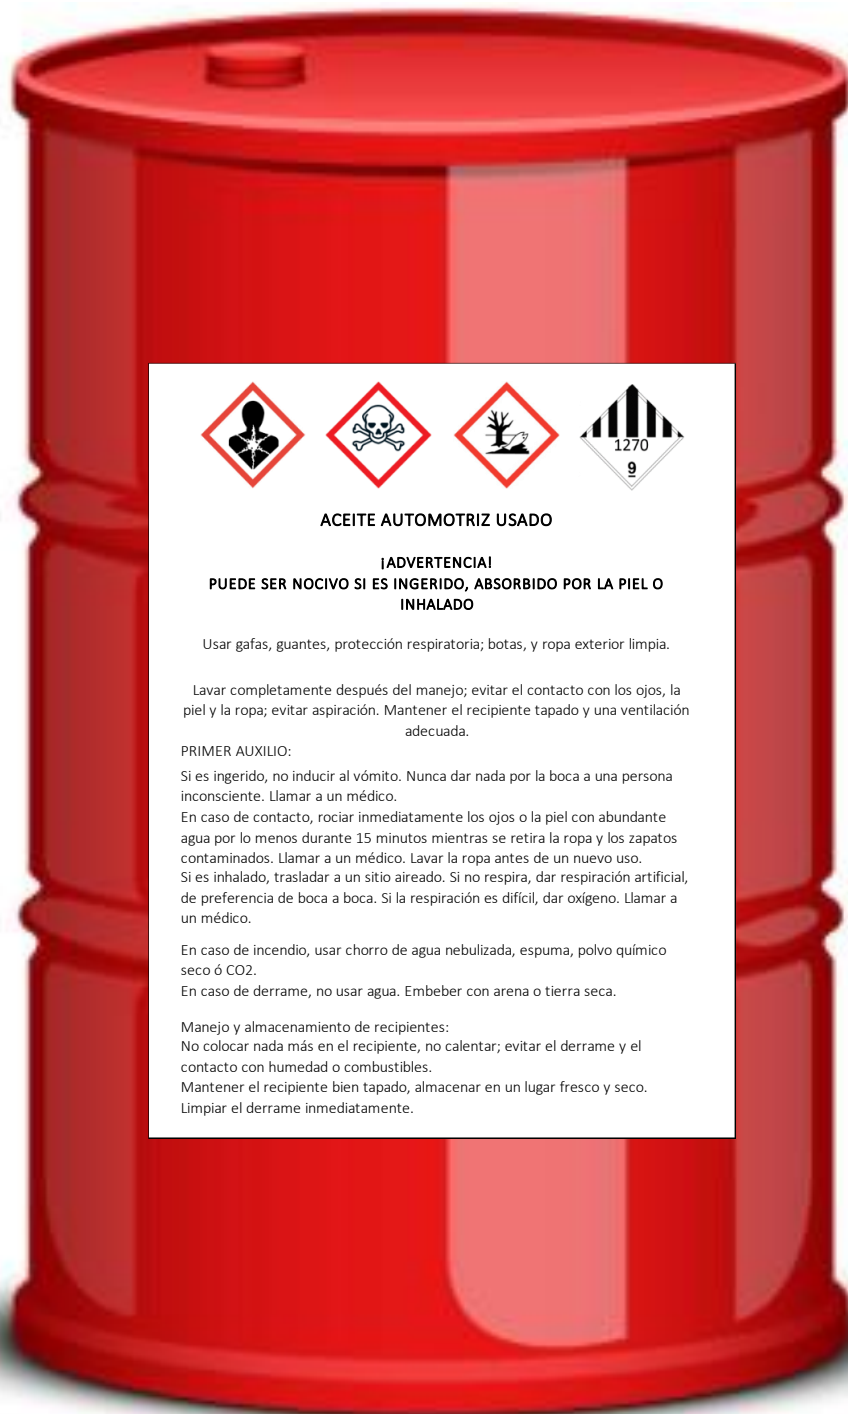 1270
9
ACEITE AUTOMOTRIZ USADO
¡ADVERTENCIA!
PUEDE SER NOCIVO SI ES INGERIDO, ABSORBIDO POR LA PIEL O
INHALADO
Usar gafas, guantes, protección respiratoria; botas, y ropa exterior limpia.
Lavar completamente después del manejo; evitar el contacto con los ojos, la
piel y la ropa; evitar aspiración. Mantener el recipiente tapado y una ventilación
adecuada.
PRIMER AUXILIO:
Si es ingerido, no inducir al vómito. Nunca dar nada por la boca a una persona
inconsciente. Llamar a un médico.
En caso de contacto, rociar inmediatamente los ojos o la piel con abundante
agua por lo menos durante 15 minutos mientras se retira la ropa y los zapatos
contaminados. Llamar a un médico. Lavar la ropa antes de un nuevo uso.
Si es inhalado, trasladar a un sitio aireado. Si no respira, dar respiración artificial,
de preferencia de boca a boca. Si la respiración es difícil, dar oxígeno. Llamar a
un médico.
En caso de incendio, usar chorro de agua nebulizada, espuma, polvo químico
seco ó CO2.
En caso de derrame, no usar agua. Embeber con arena o tierra seca.
Manejo y almacenamiento de recipientes:
No colocar nada más en el recipiente, no calentar; evitar el derrame y el
contacto con humedad o combustibles.
Mantener el recipiente bien tapado, almacenar en un lugar fresco y seco.
Limpiar el derrame inmediatamente.